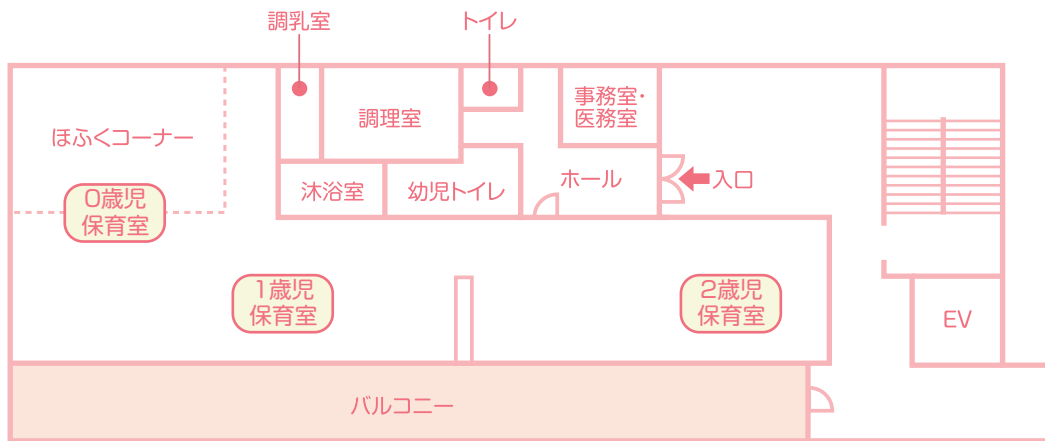 調乳室
トイレ
事務室・
医務室
調理室
ほふくコーナー
ホール
入口
沐浴室
幼児トイレ
0歳児
保育室
1歳児
保育室
2歳児
保育室
EV
バルコニー